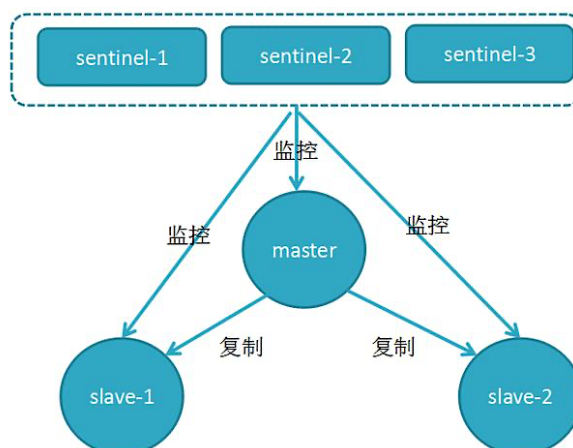 sentinel-1
sentinel-2
sentinel-3
监控
监控
监控
master
复制
复制
slave-1
slave-2